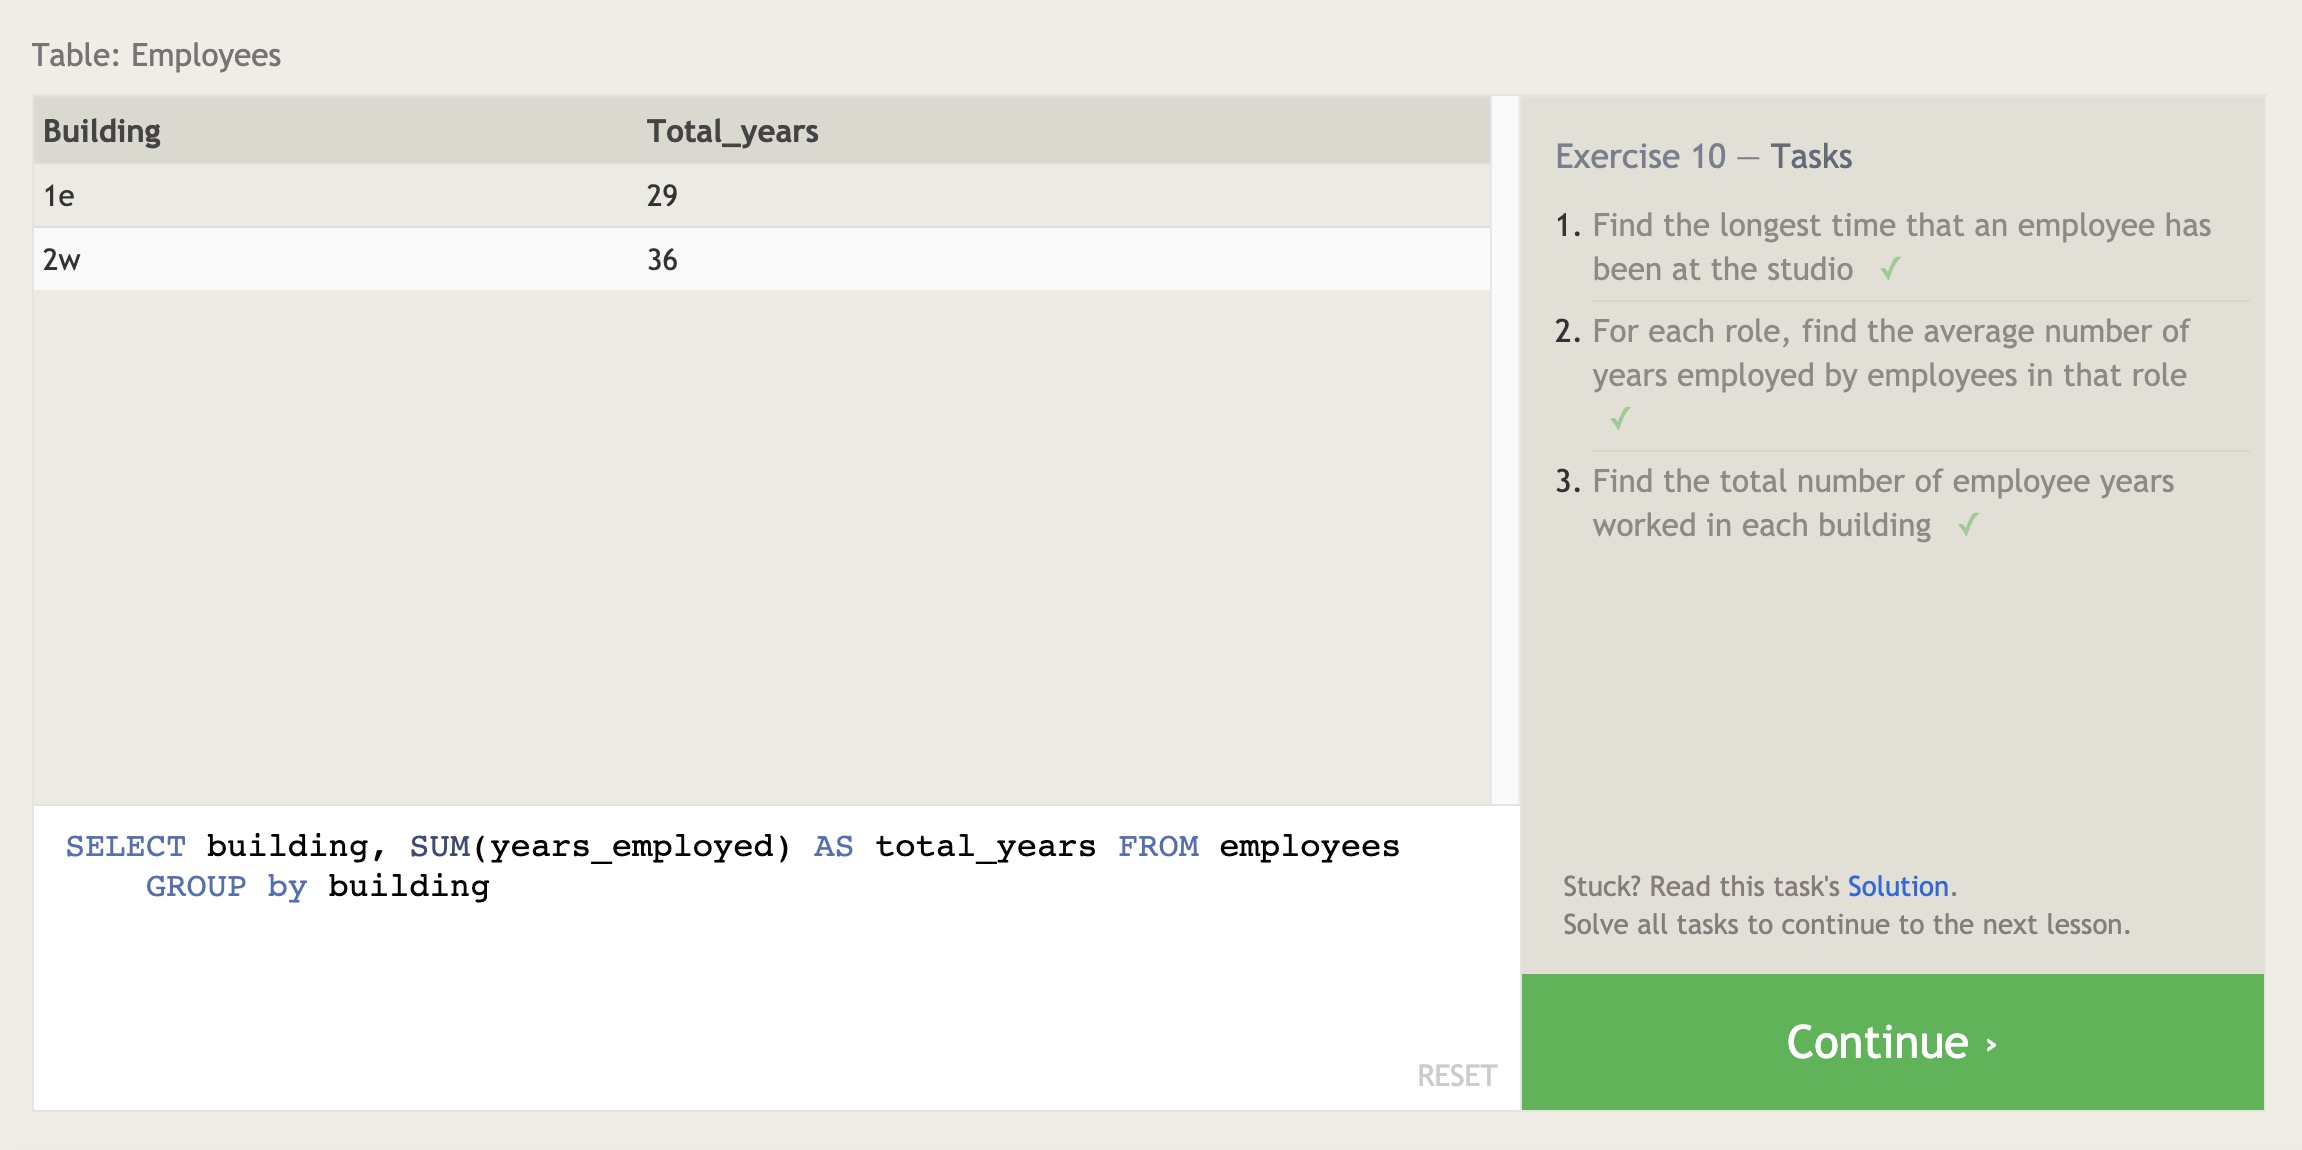 Table: Employees
Building Total_years
1e 29
2w 36
SELECT building, SUM(years_employed) AS total_years FROM employees
GROUP by building
RESET
Exercise 10 — Tasks
1. Find the longest time that an employee has
been at the studio ✓
2. For each role, find the average number of
years employed by employees in that role
✓
3. Find the total number of employee years
worked in each building ✓
Stuck? Read this task's Solution.
Solve all tasks to continue to the next lesson.
Continue ›